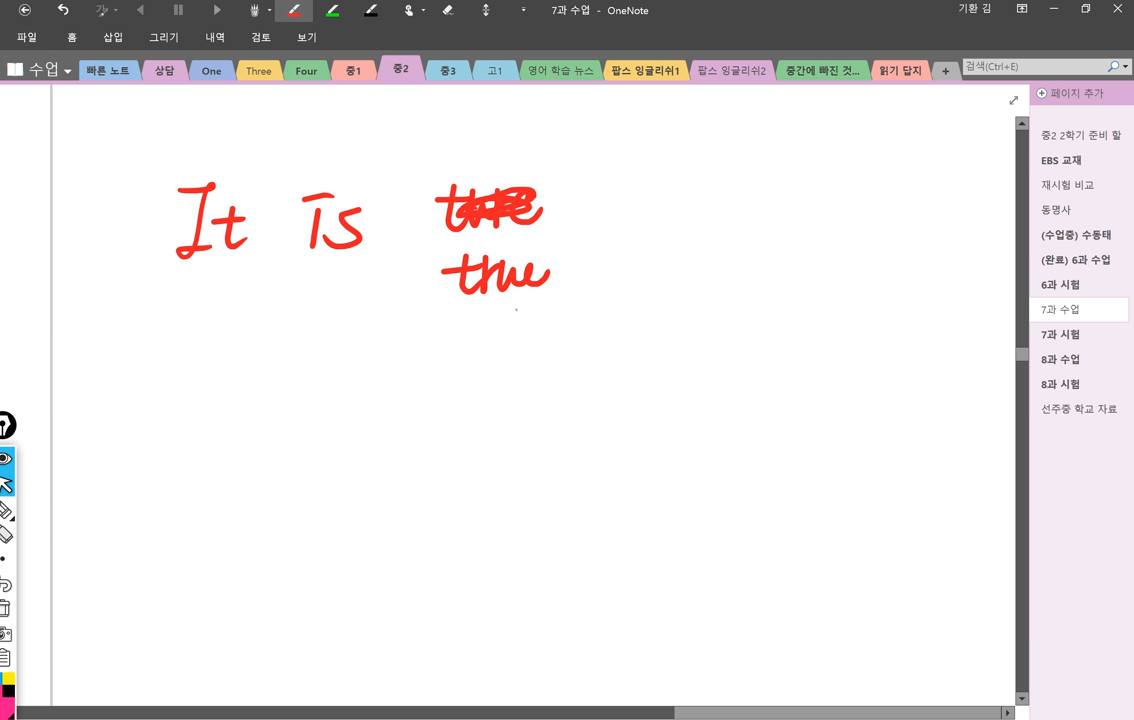 7과 수업 - OneNote
기환 김
파일 홈 삽입 그리기 내역 검토 보기
수업 빠른 노트 상담 One Three Four 중1 중2 중3 고1 영어 학습 뉴스 팝스 잉글리쉬1 팝스 잉글리쉬2 중간에 빠진 것... 읽기 답지 + 검색(Ctrl+E)
페이지 추가
중2 2학기 준비 할
EBS 교재
재시험 비교
동명사
(수업중) 수동태
(완료) 6과 수업
6과 시험
7과 수업
7과 시험
8과 수업
8과 시험
선주중 학교 자료
It is